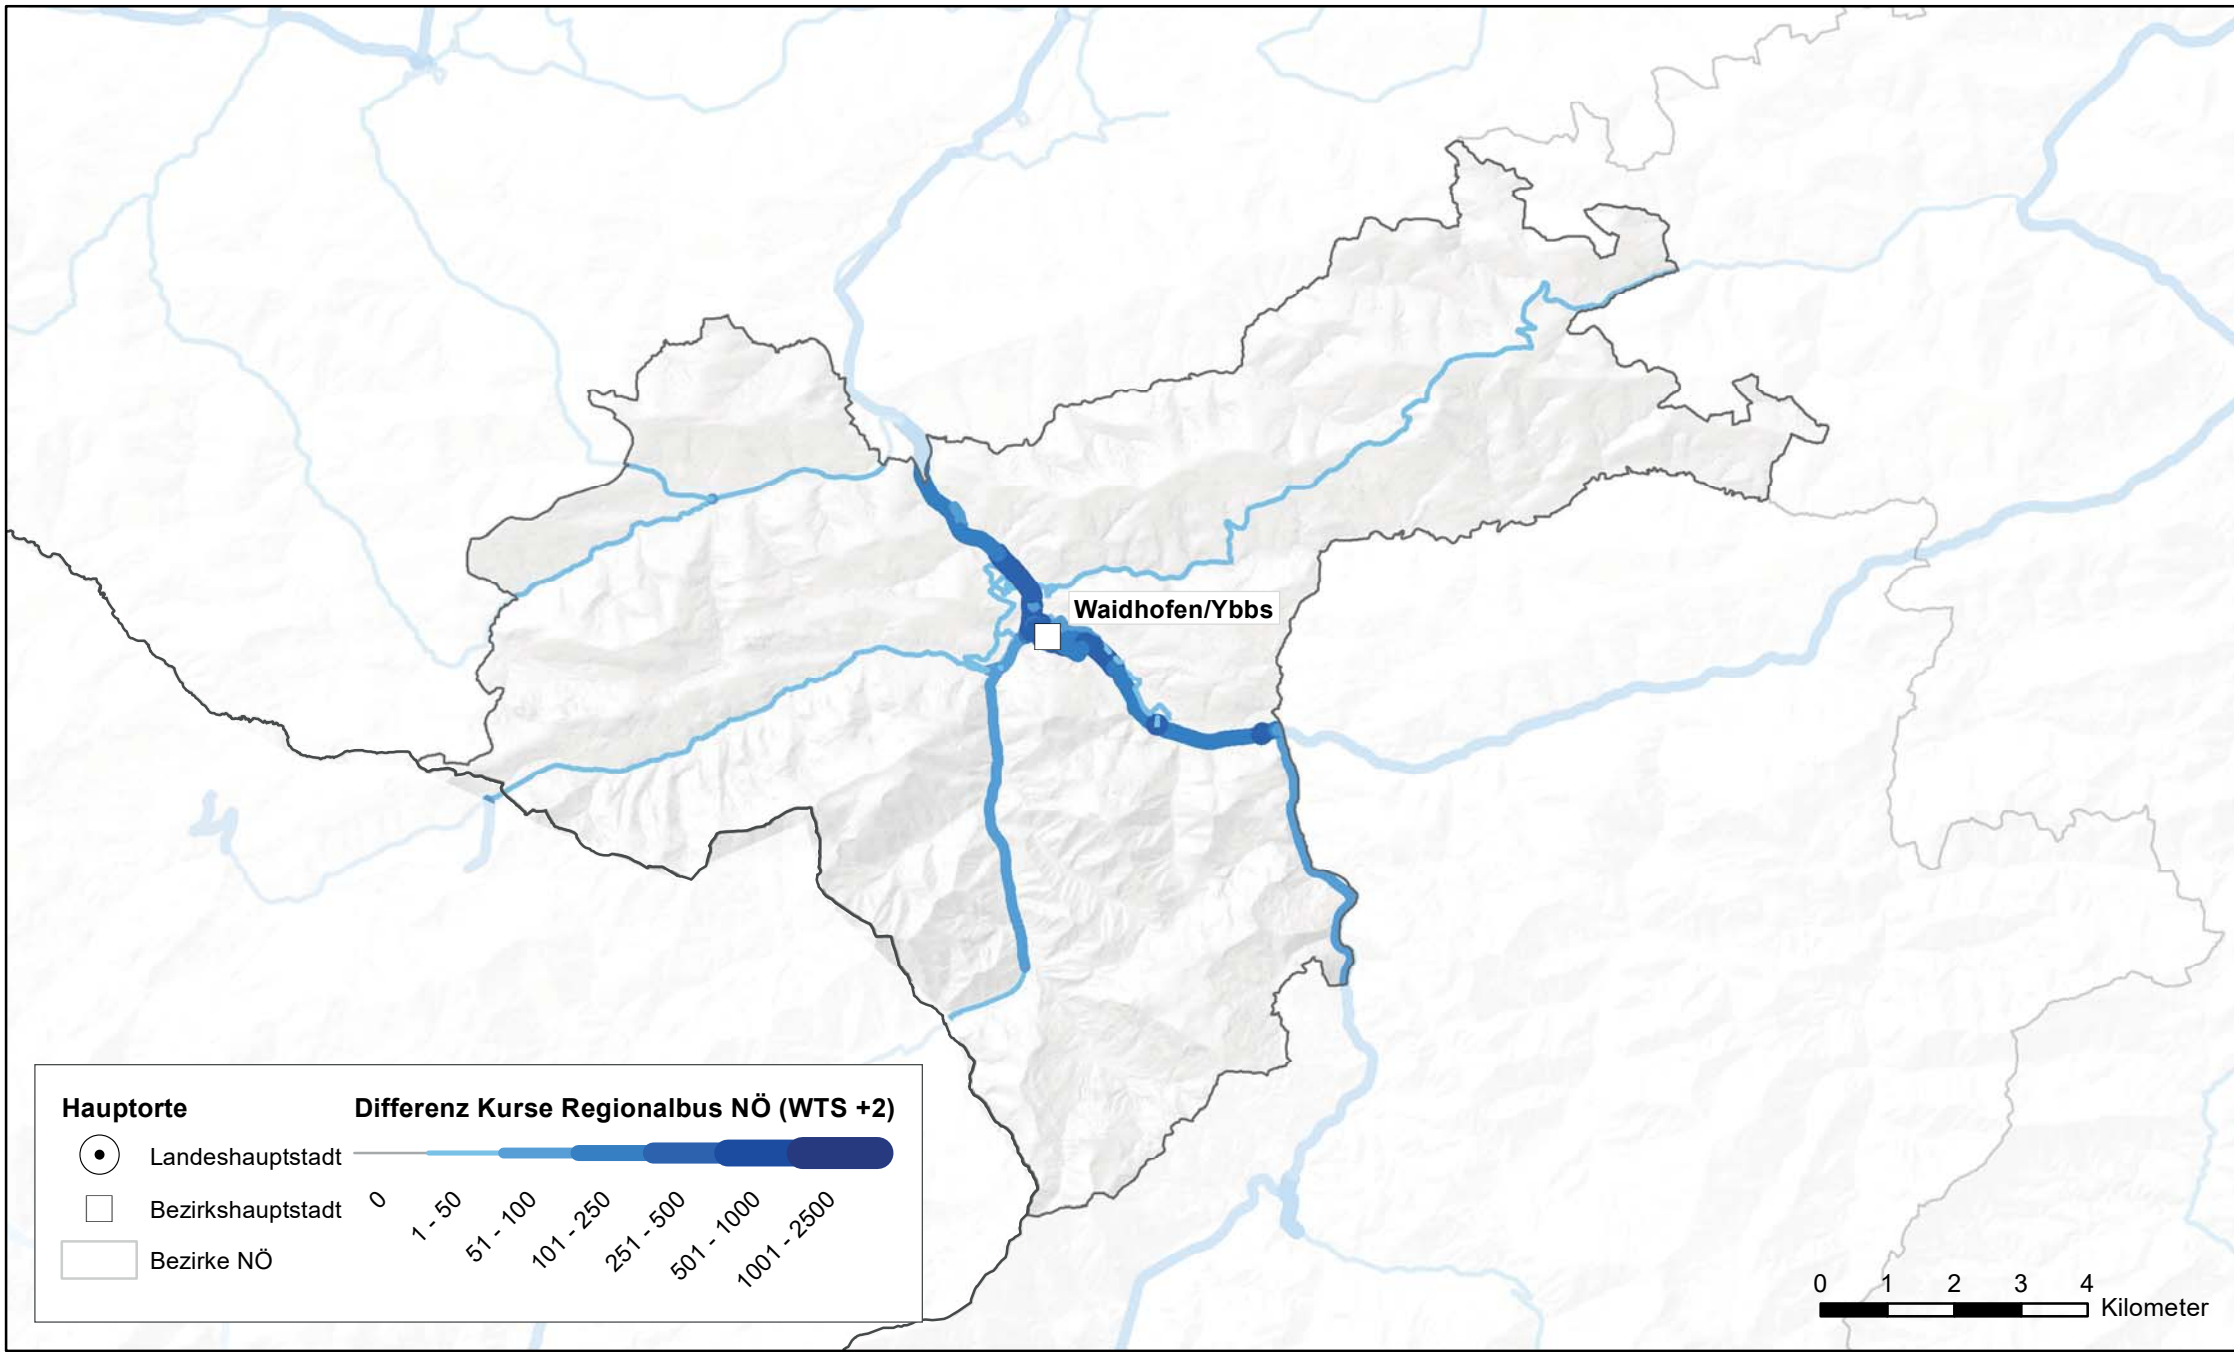 Waidhofen/Ybbs
Hauptorte
Landeshauptstadt
Bezirkshauptstadt
Bezirke NÖ
Differenz Kurse Regionalbus NÖ (WTS +2)
0
1 - 50
51 - 100
101 - 250
251 - 500
501 - 1000
1001 - 2500
0 1 2 3 4
Kilometer